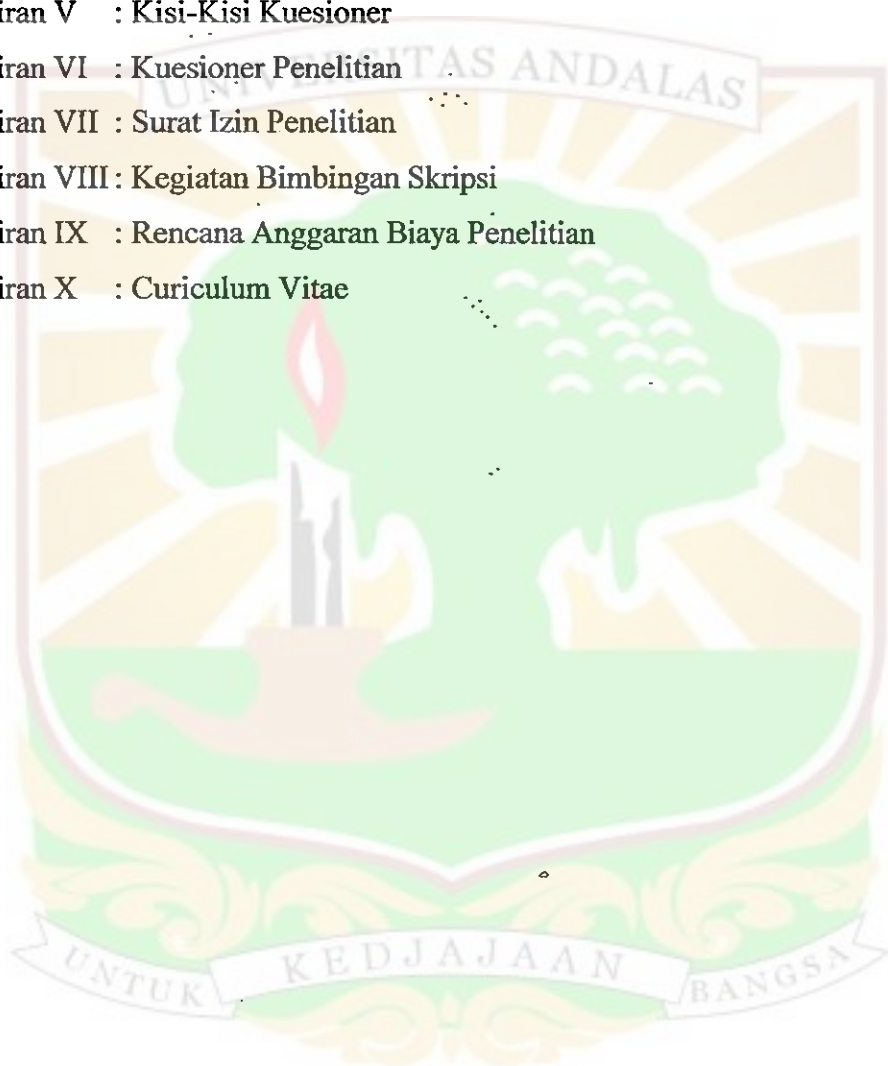 iran V : Kisi-Kisi Kuesioner
iran VI : Kuesioner Penelitian
iran VII : Surat Izin Penelitian
iran VIII : Kegiatan Bimbingan Skripsi
iran IX : Rencana Anggaran Biaya Penelitian
iran X : Curiculum Vitae
UNIVERSITAS ANDALAS
UNTUK KEDJAJAAN BANGSA